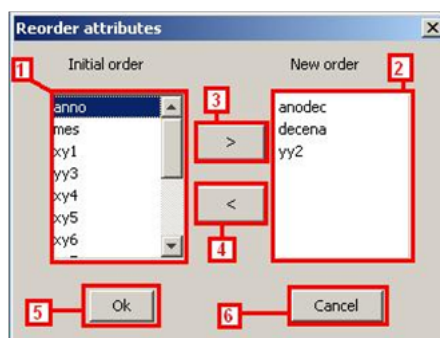 Reorder attributes
Initial order
New order
1
2
anno
mes
xy1
yy3
xy4
xy5
xy6
3
>
<
4
anodec
decena
yy2
5
Ok
6
Cancel